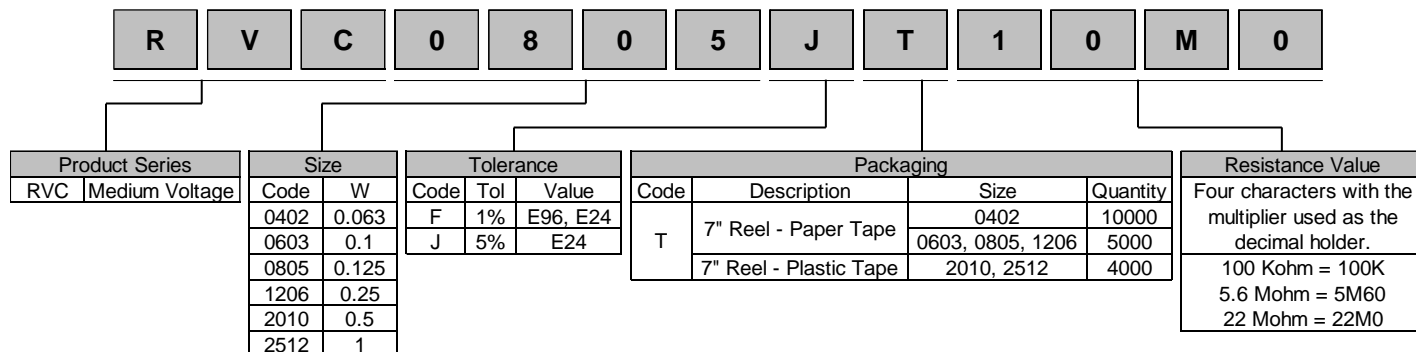 R V C 0 8 0 5 J T 1 0 M 0
Product Series
RVC Medium Voltage
Size
Code W
0402 0.063
0603 0.1
0805 0.125
1206 0.25
2010 0.5
2512 1
Tolerance
Code Tol Value
F 1% E96, E24
J 5% E24
Packaging
Code Description Size Quantity
T 7" Reel - Paper Tape 0402 10000
0603, 0805, 1206 5000
7" Reel - Plastic Tape 2010, 2512 4000
Resistance Value
Four characters with the
multiplier used as the
decimal holder.
100 Kohm = 100K
5.6 Mohm = 5M60
22 Mohm = 22M0